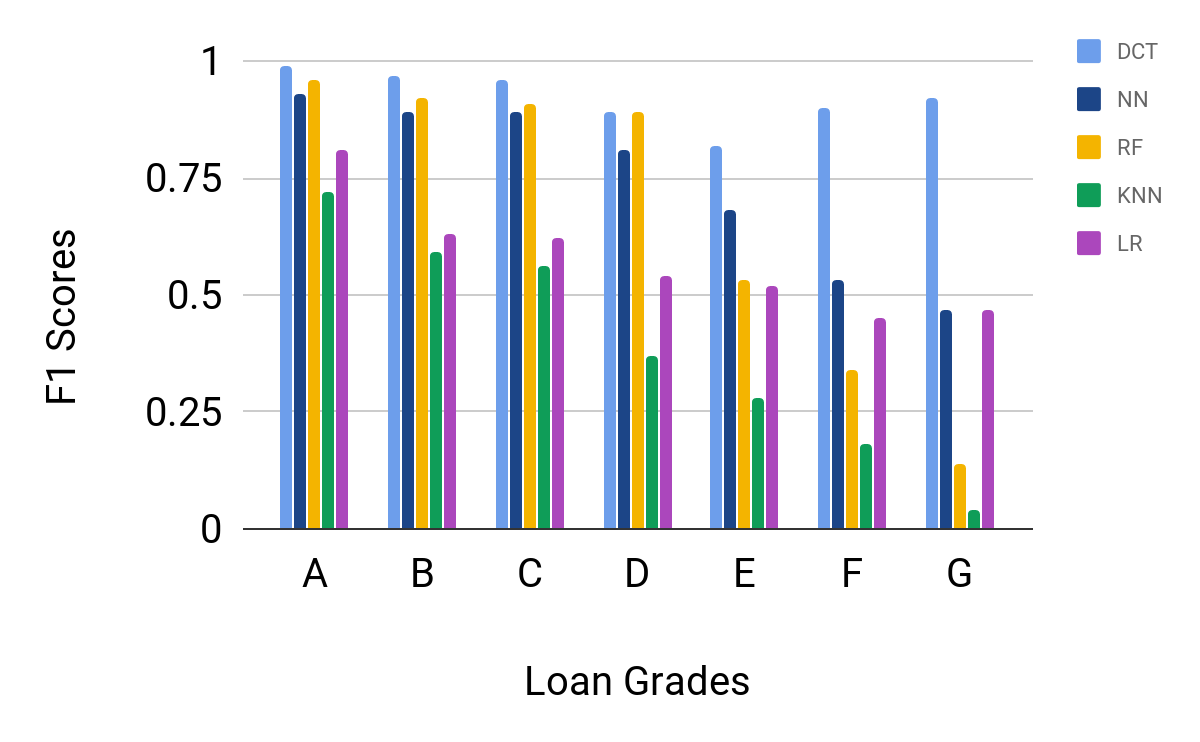 F1 Scores
1
0.75
0.5
0.25
0
A B C D E F G
Loan Grades
DCT
NN
RF
KNN
LR